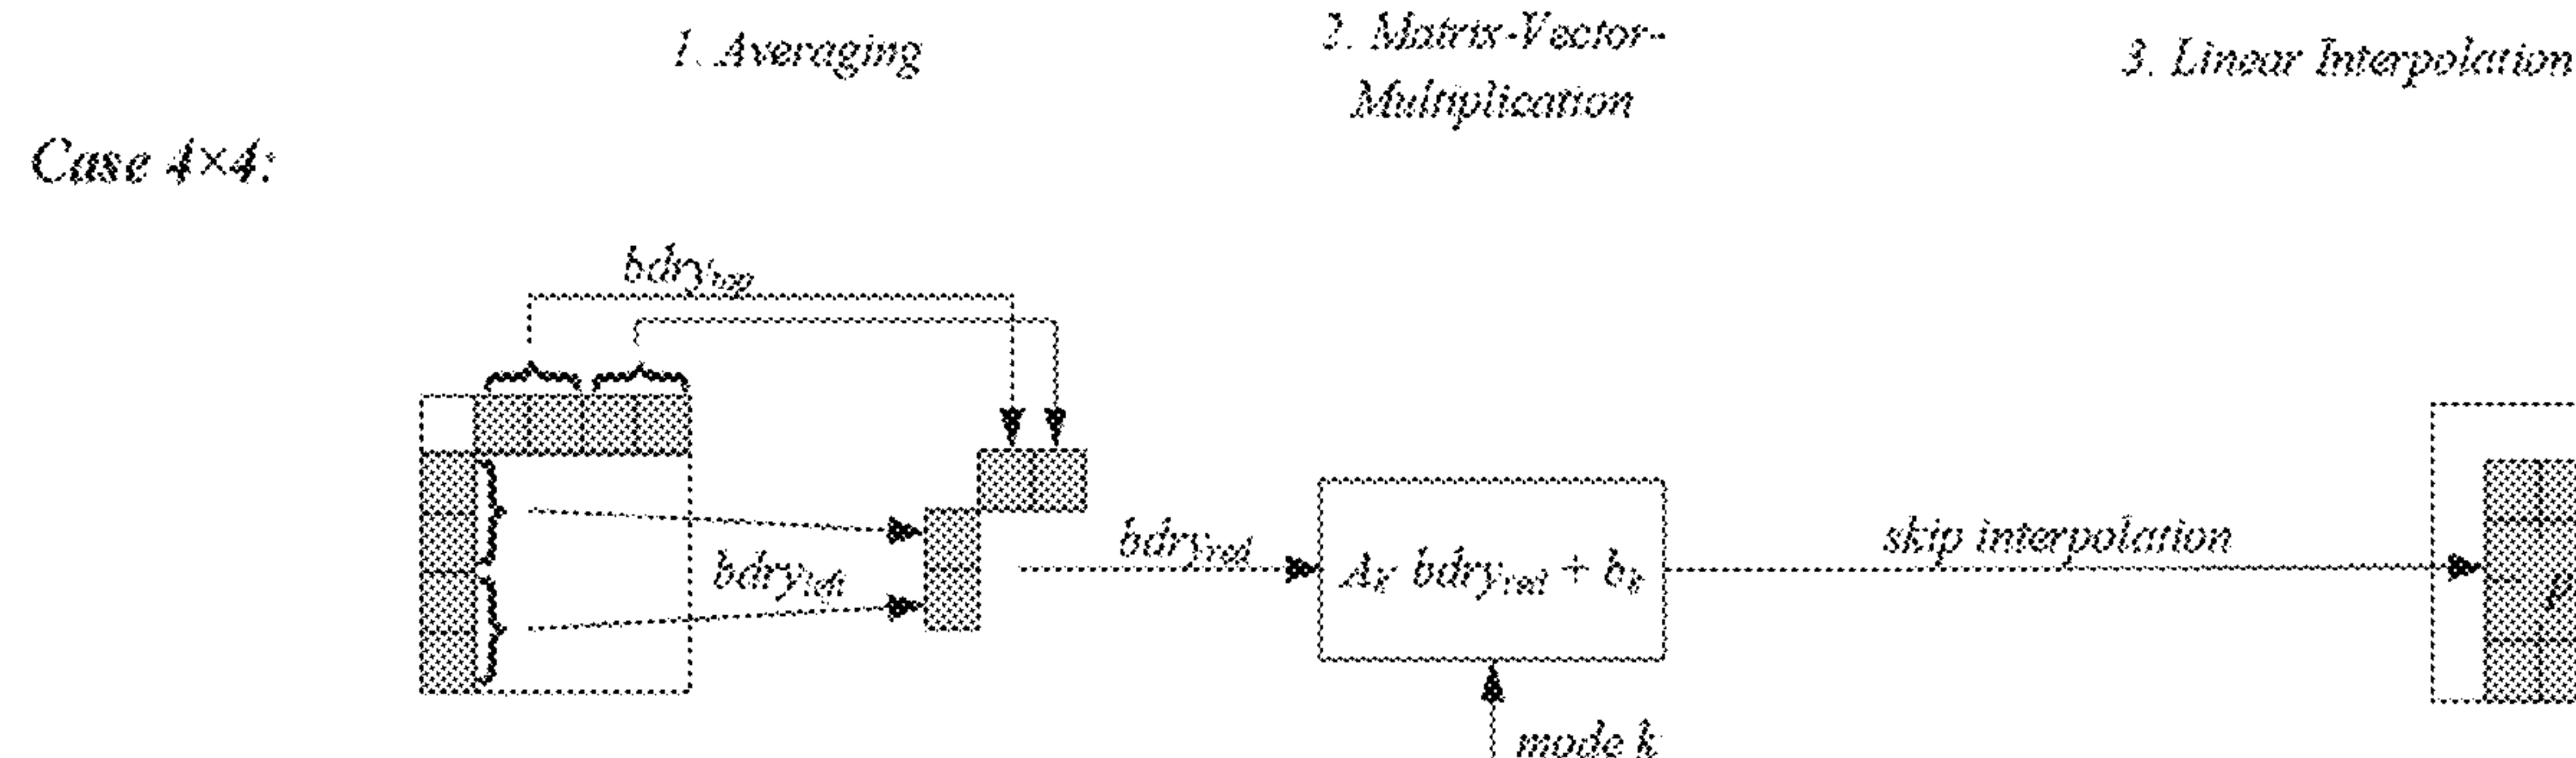 1. Averaging
2. Matrix-Vector-
Multiplication
3. Linear Interpolation
Case 4×4:
bdry_top
bdry_left
bdry_red
A_k bdry_red + b_k
skip interpolation
mode k